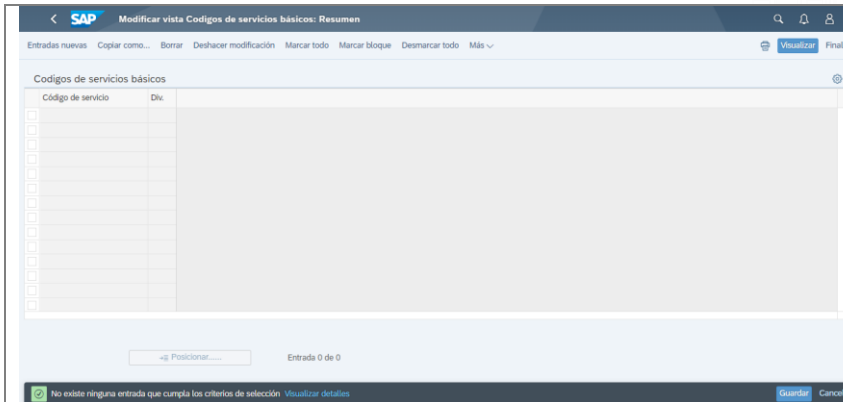 SAP Modificar vista Codigos de servicios básicos: Resumen
Entradas nuevas Copiar como... Borrar Deshacer modificación Marcar todo Marcar bloque Desmarcar todo Más Visualizar Final
Codigos de servicios básicos
Código de servicio Div.
Posicionar......
Entrada 0 de 0
No existe ninguna entrada que cumpla los criterios de selección Visualizar detalles Guardar Cancel